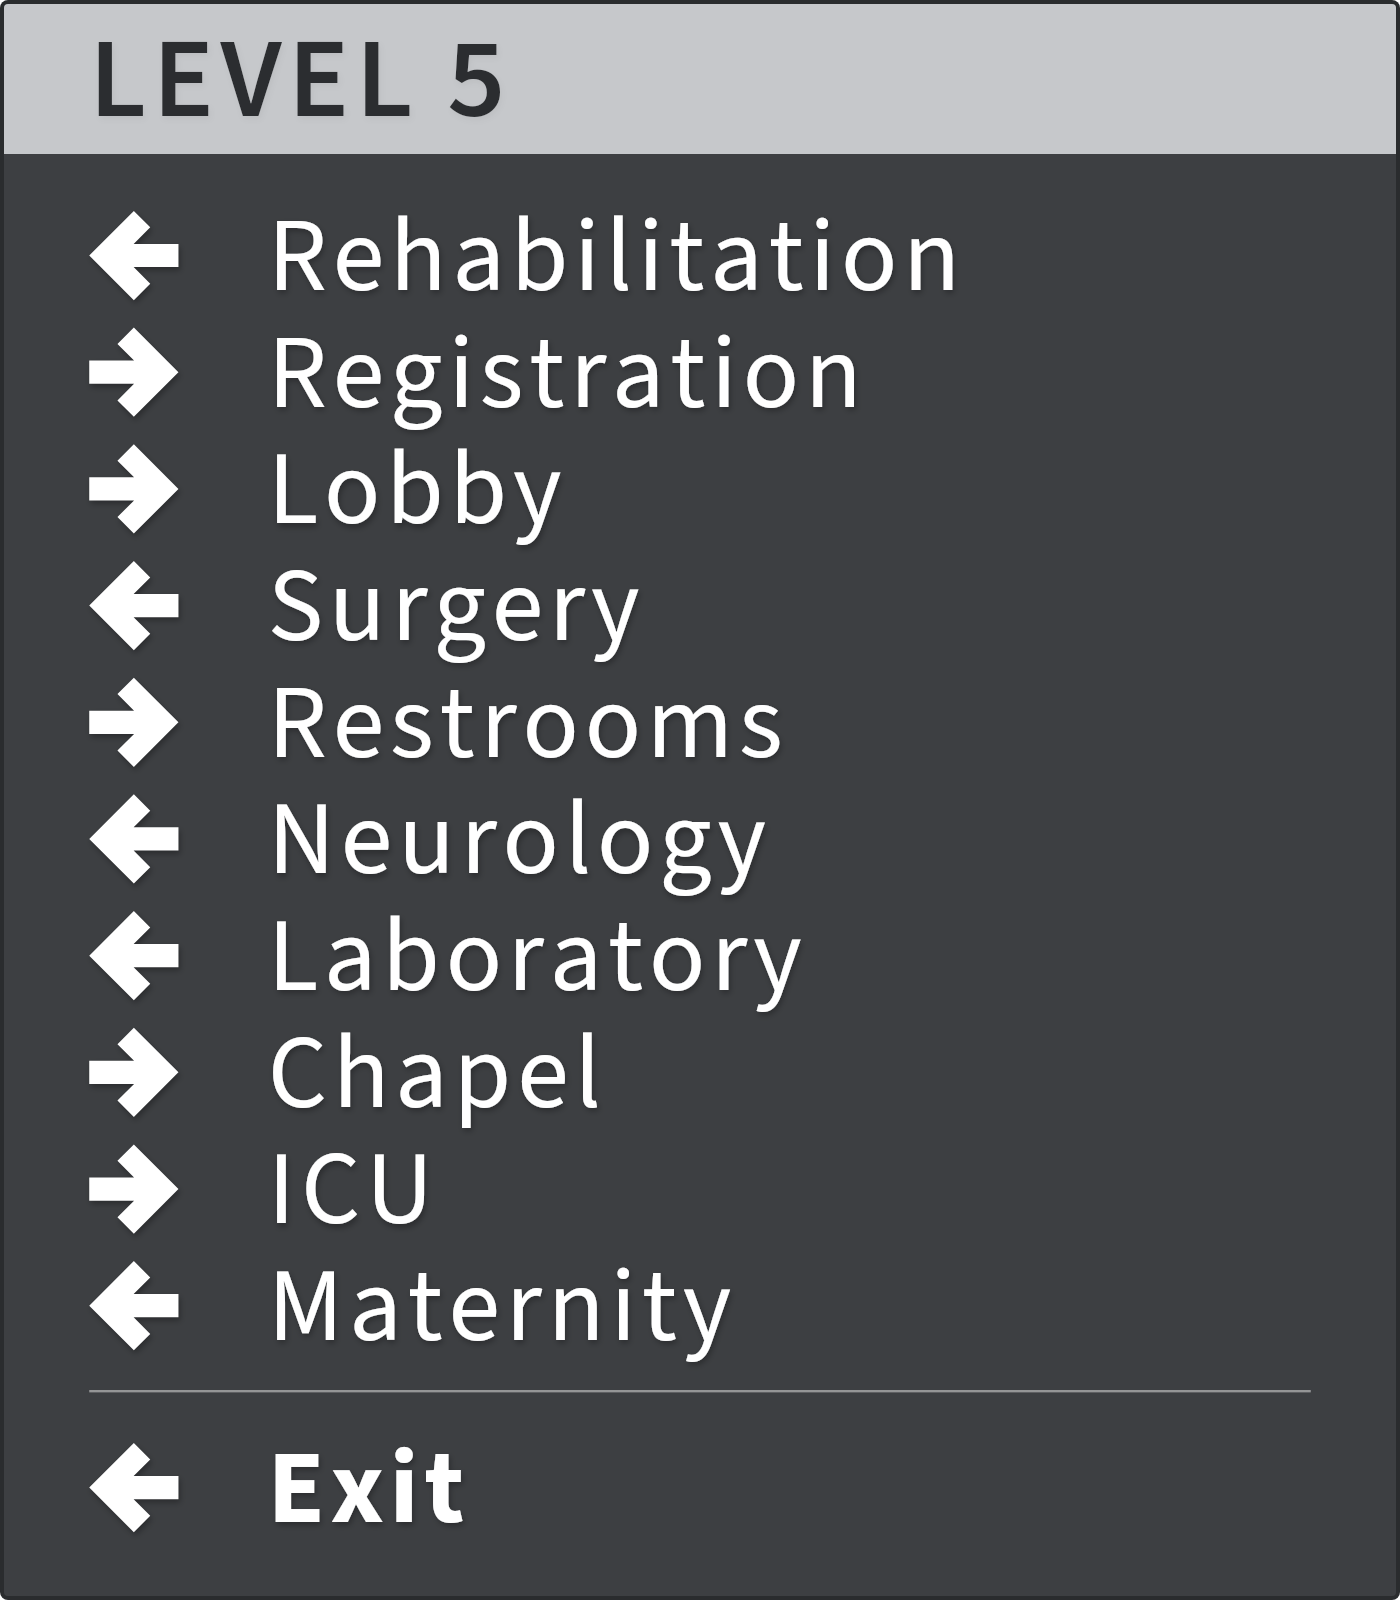 LEVEL 5
Rehabilitation
Registration
Lobby
Surgery
Restrooms
Neurology
Laboratory
Chapel
ICU
Maternity
Exit